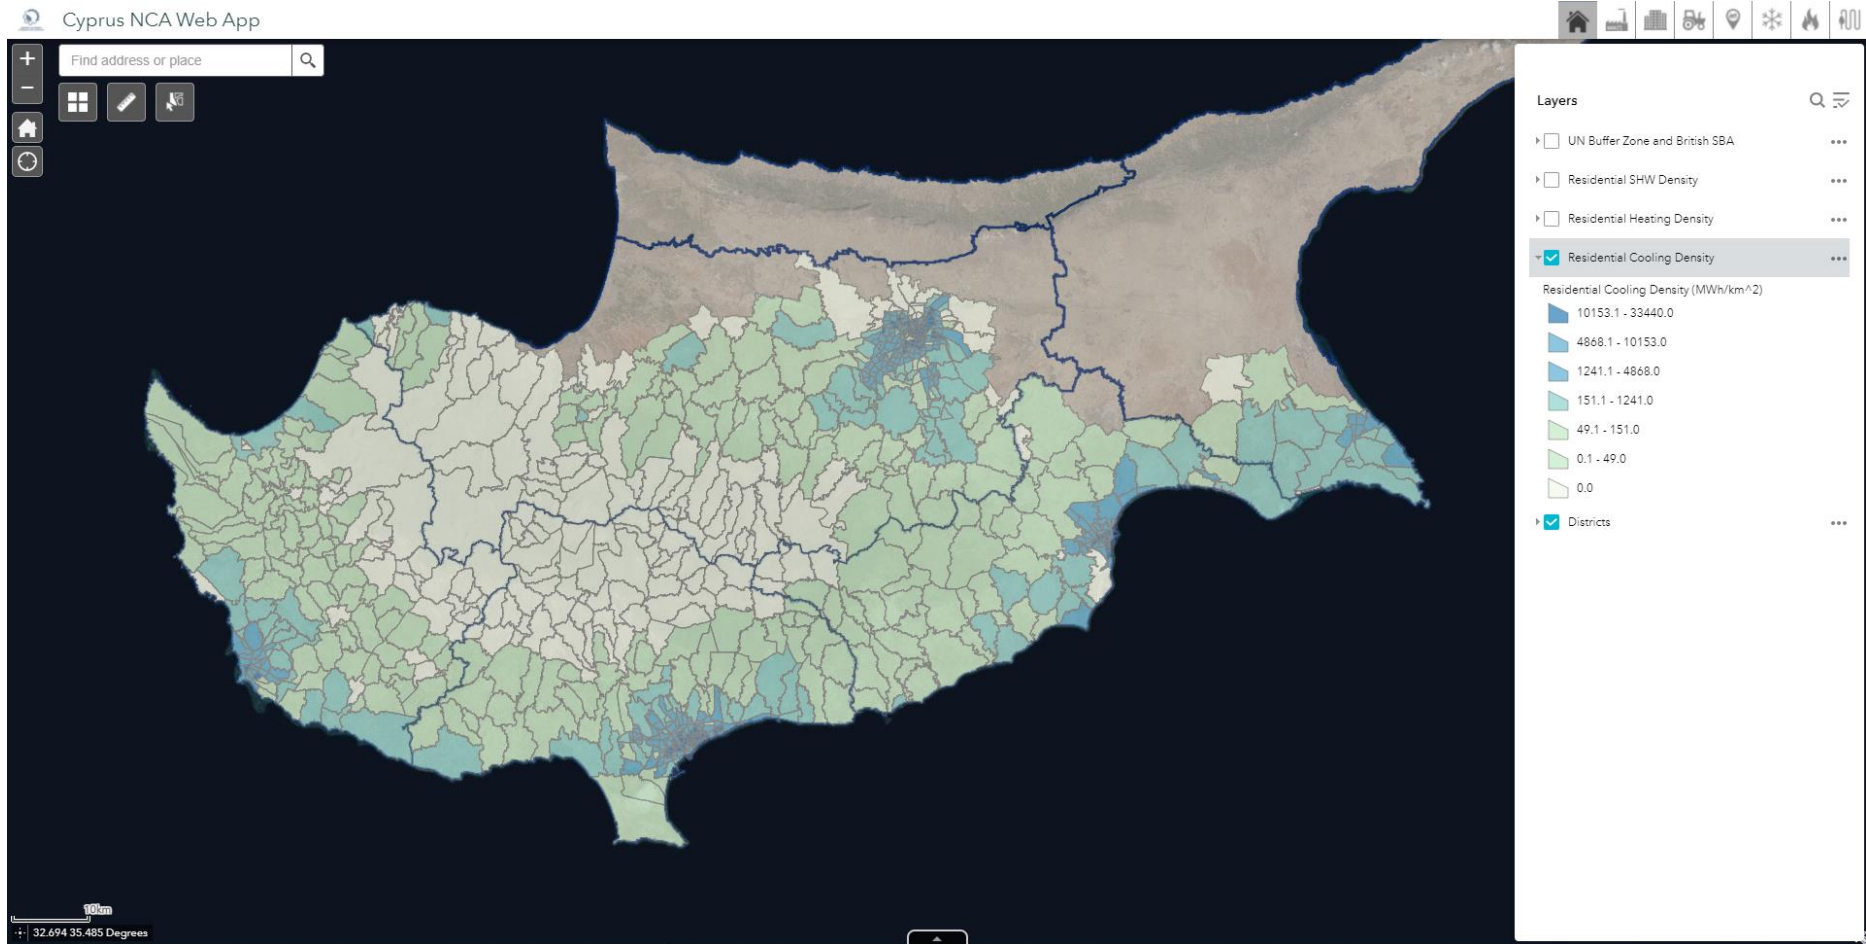 Cyprus NCA Web App
Find address or place
Layers
UN Buffer Zone and British SBA
Residential SHW Density
Residential Heating Density
Residential Cooling Density
Residential Cooling Density (MWh/km^2)
10153.1 - 33440.0
4868.1 - 10153.0
1241.1 - 4868.0
151.1 - 1241.0
49.1 - 151.0
0.1 - 49.0
0.0
Districts
10km
32.694 35.485 Degrees